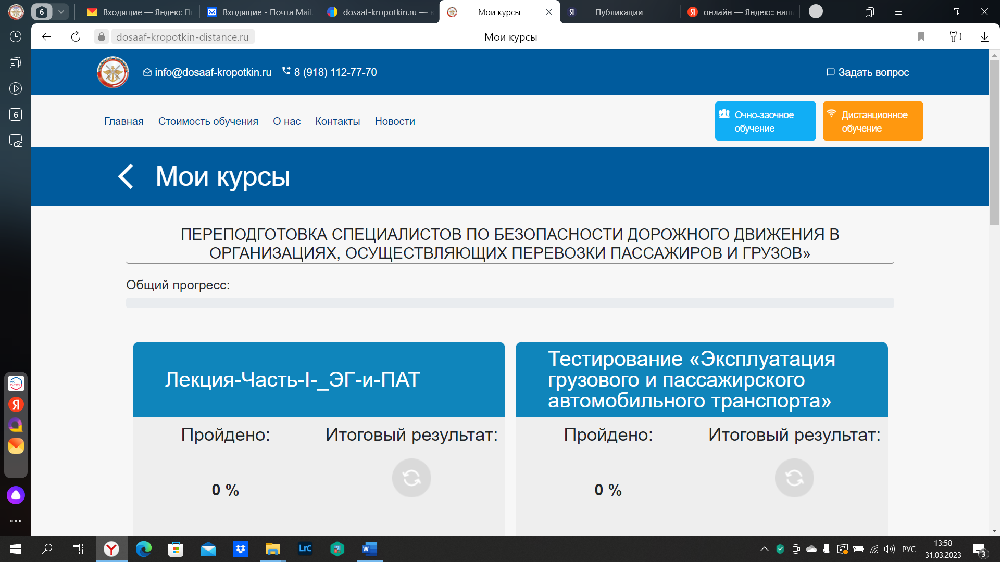 6
Входящие — Яндекс По
Входящие - Почта Mail.
dosaaf-kropotkin.ru — в
Мои курсы
Публикации
онлайн — Яндекс: наш
dosaaf-kropotkin-distance.ru
Мои курсы
info@dosaaf-kropotkin.ru
8 (918) 112-77-70
Задать вопрос
6
Главная
Стоимость обучения
О нас
Контакты
Новости
Очно-заочное
обучение
Дистанционное
обучение
Мои курсы
ПЕРЕПОДГОТОВКА СПЕЦИАЛИСТОВ ПО БЕЗОПАСНОСТИ ДОРОЖНОГО ДВИЖЕНИЯ В
ОРГАНИЗАЦИЯХ, ОСУЩЕСТВЛЯЮЩИХ ПЕРЕВОЗКИ ПАССАЖИРОВ И ГРУЗОВ»
Общий прогресс:
Лекция-Часть-I-_ЭГ-и-ПАТ
Пройдено:
Итоговый результат:
0 %
Тестирование «Эксплуатация
грузового и пассажирского
автомобильного транспорта»
Пройдено:
Итоговый результат:
0 %
гос
услуги
LrC
РУС
13:58
31.03.2023
3